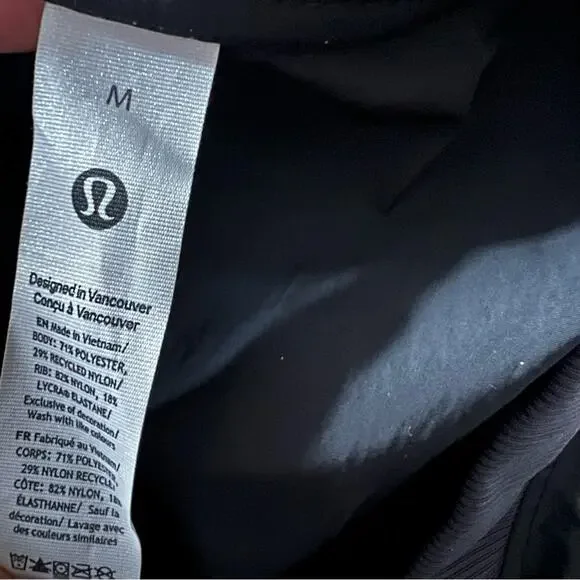 M
Designed in Vancouver
Conçu à Vancouver
EN Made in Vietnam/
BODY: 71% POLYESTER,
29% RECYCLED NYLON/
RIB: 82% NYLON, 18%
LYCRA® ELASTANE/
Exclusive of decoration/
Wash with like colours
FR Fabriqué au Vietnam/
CORPS: 71% POLYESTER,
29% NYLON RECYCLÉ/
CÔTE: 82% NYLON, 18%
ÉLASTHANNE/ Sauf la
décoration/ Lavage avec
des couleurs similaires